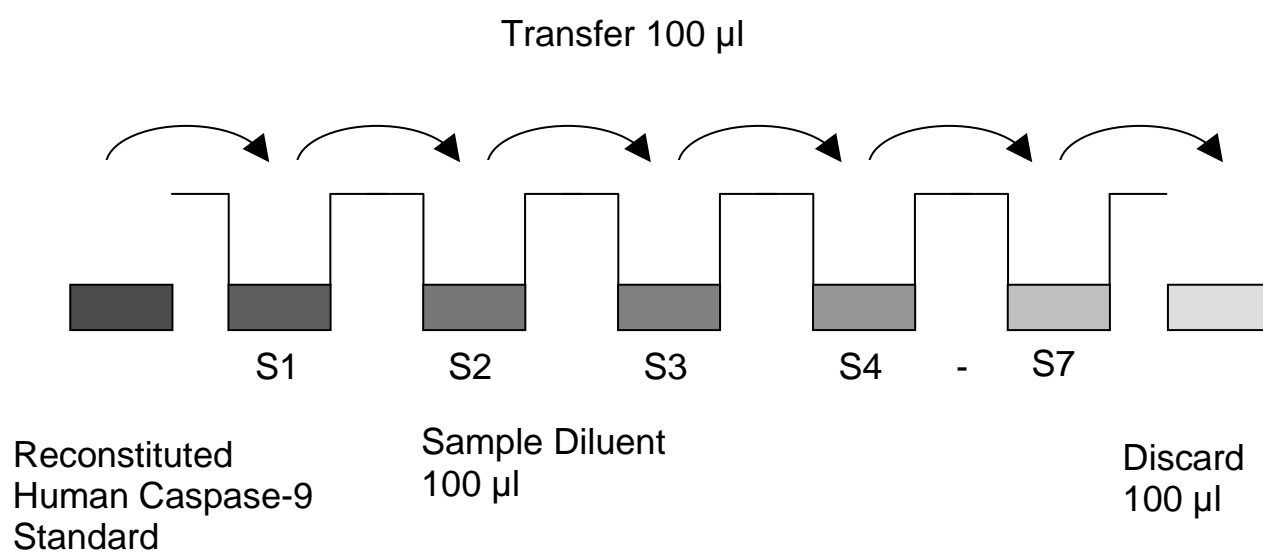 Transfer 100 µl
S1 S2 S3 S4 - S7
Reconstituted
Human Caspase-9
Standard
Sample Diluent
100 µl
Discard
100 µl